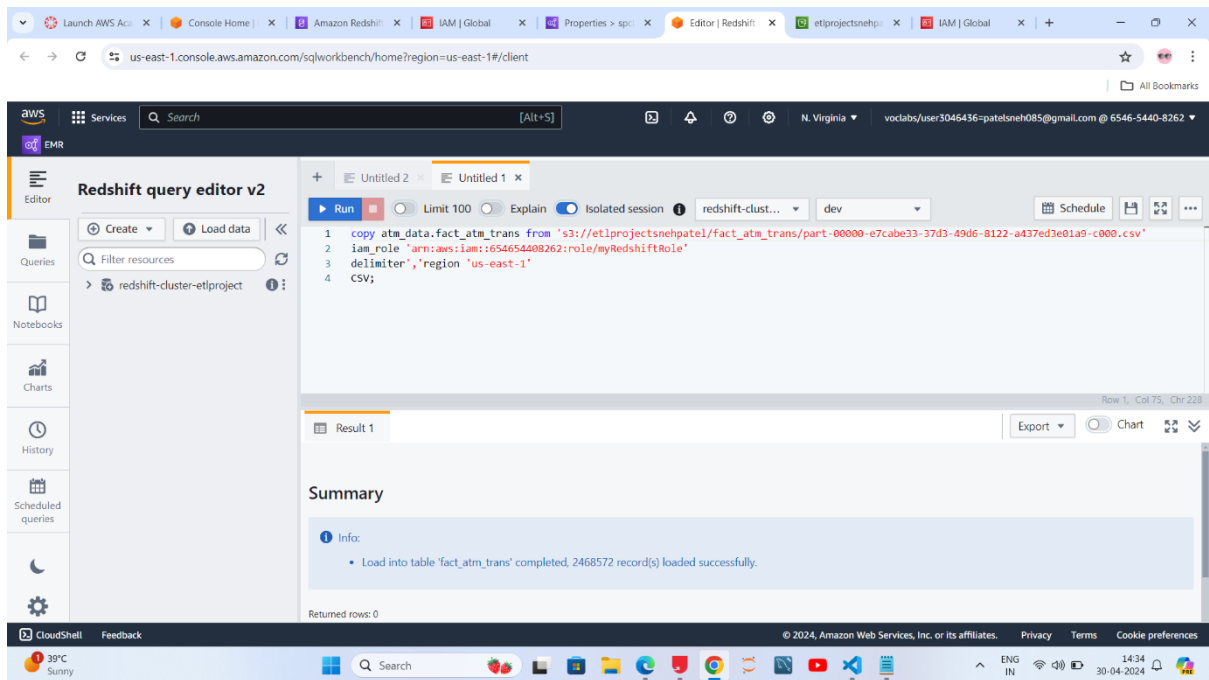 Launch AWS Aca
Console Home |
Amazon Redshift
IAM | Global
Properties > spcl
Editor | Redshift
etlprojectsnehpa
IAM | Global
us-east-1.console.aws.amazon.com/sqlworkbench/home?region=us-east-1#/client
All Bookmarks
aws
Services
Search
[Alt+S]
N. Virginia
voclabs/user3046436=patelsneh085@gmail.com @ 6546-5440-8262
EMR
Editor
Queries
Notebooks
Charts
History
Scheduled
queries
Redshift query editor v2
Create
Load data
Filter resources
redshift-cluster-etlproject
Untitled 2
Untitled 1
Run
Limit 100
Explain
Isolated session
redshift-clust...
dev
Schedule
1 copy atm_data.fact_atm_trans from 's3://etlprojectsnehpatel/fact_atm_trans/part-00000-e7cabe33-37d3-49d6-8122-a437ed3e01a9-c000.csv'
2 iam_role 'arn:aws:iam::654654408262:role/myRedshiftRole'
3 delimiter','region 'us-east-1'
4 CSV;
Row 1, Col 75, Chr 228
Result 1
Export
Chart
Summary
Info:
• Load into table 'fact_atm_trans' completed, 2468572 record(s) loaded successfully.
Returned rows: 0
CloudShell
Feedback
© 2024, Amazon Web Services, Inc. or its affiliates.
Privacy
Terms
Cookie preferences
1
39°C
Sunny
Search
ENG
IN
14:34
30-04-2024
PRE